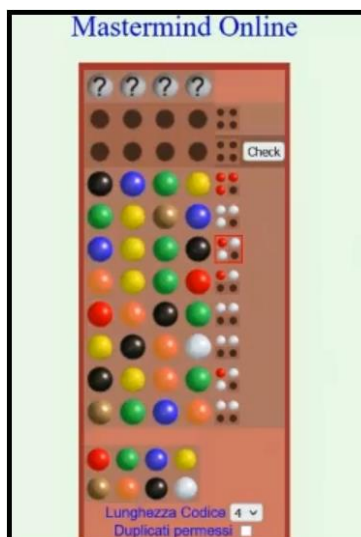 Mastermind Online
? ? ? ?
Check
Lunghezza Codice 4
Duplicati permessi